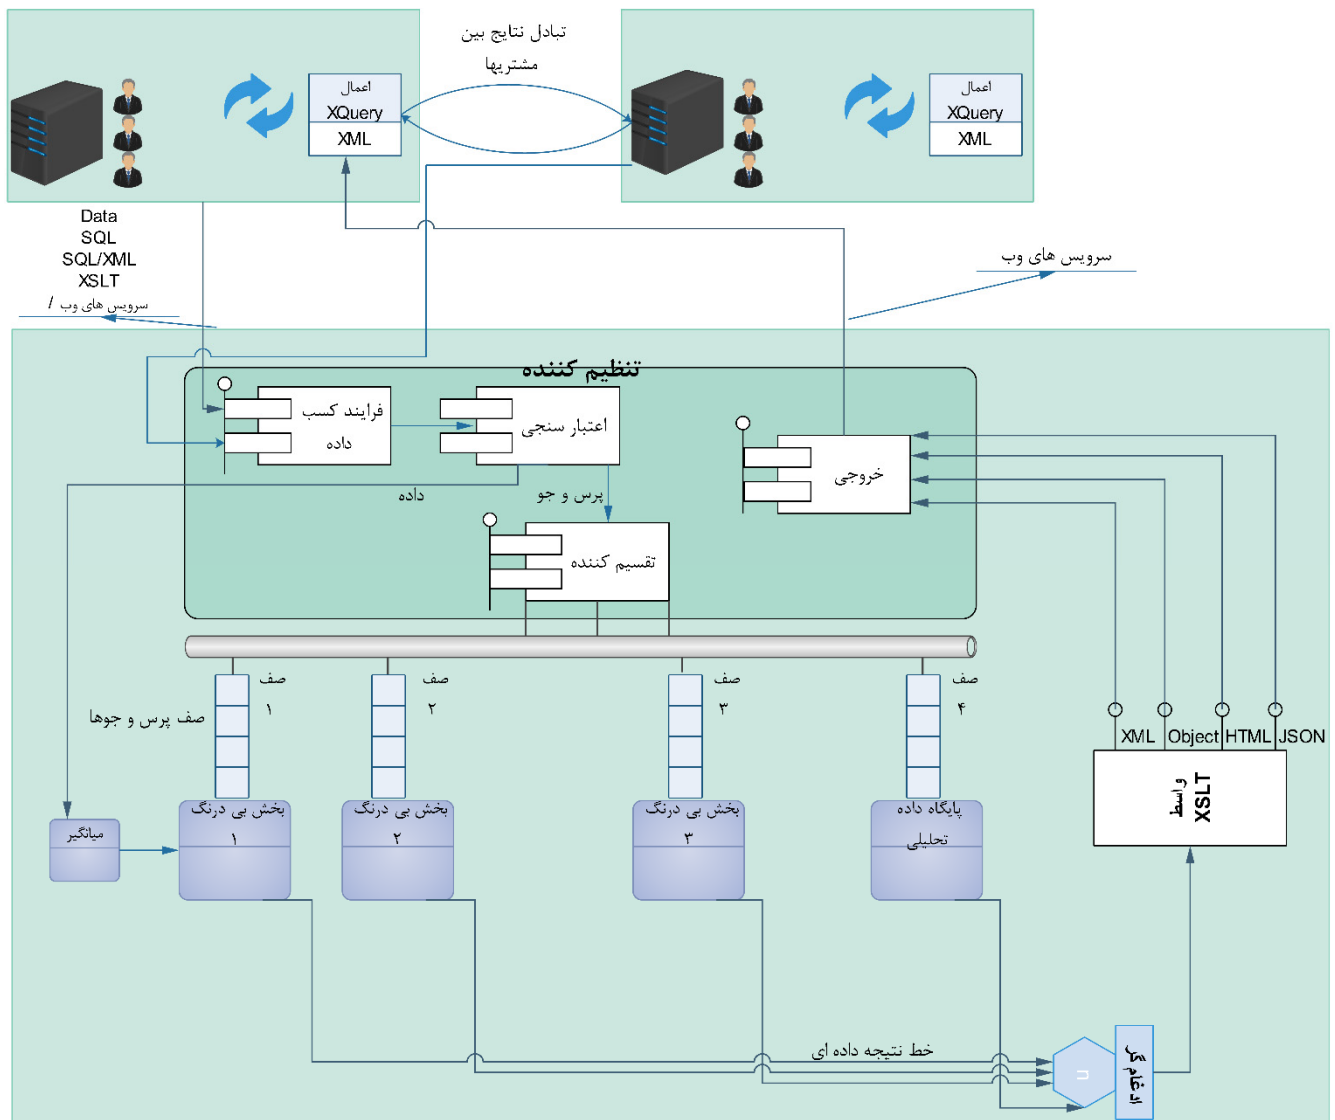 تبادل نتایج بین
مشتریها
اعمال
XQuery
XML
اعمال
XQuery
XML
Data
SQL
SQL/XML
XSLT
سرویس های وب /
سرویس های وب
تنظیم کننده
فرایند کسب
داده
اعتبار سنجی
خروجی
داده
پرس و جو
تقسیم کننده
صف
۱
صف
۲
صف
۳
صف
۴
صف پرس و جوها
XML
Object
HTML
JSON
واسط
XSLT
میانگیر
بخش بی درنگ
۱
بخش بی درنگ
۲
بخش بی درنگ
۳
پایگاه داده
تحلیلی
خط نتیجه داده ای
n
ادغام گر